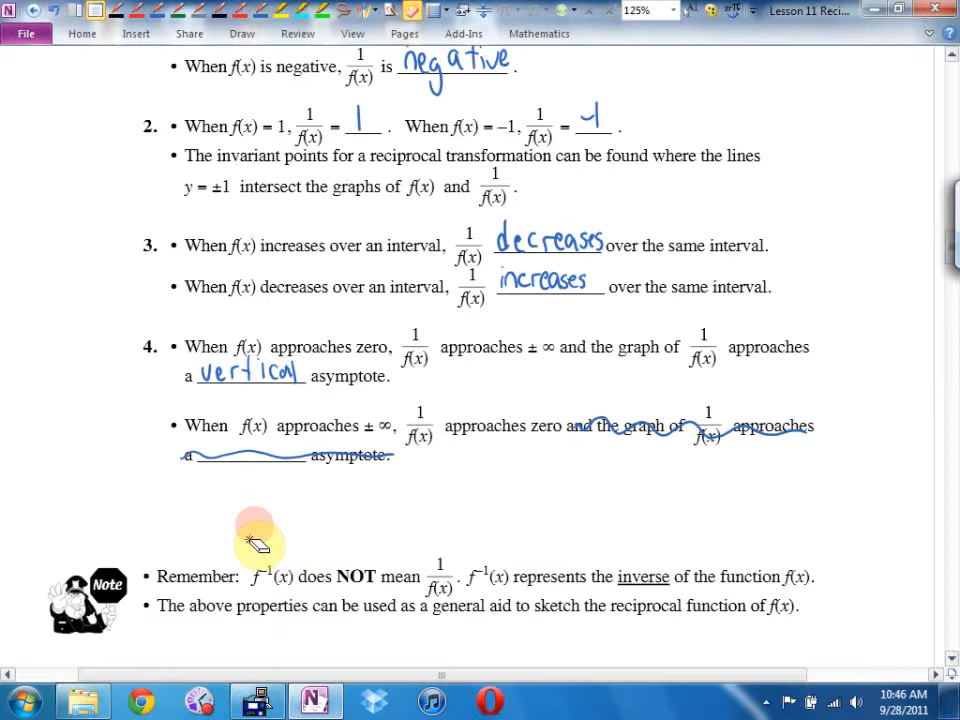 125%
Lesson 11 Reci...
File Home Insert Share Draw Review View Pages Add-Ins Mathematics
• When f(x) is negative, 1/f(x) is negative .
2. • When f(x) = 1, 1/f(x) = 1 . When f(x) = –1, 1/f(x) = -1 .
• The invariant points for a reciprocal transformation can be found where the lines
y = ±1 intersect the graphs of f(x) and 1/f(x).
3. • When f(x) increases over an interval, 1/f(x) decreases over the same interval.
• When f(x) decreases over an interval, 1/f(x) increases over the same interval.
4. • When f(x) approaches zero, 1/f(x) approaches ± ∞ and the graph of 1/f(x) approaches
a vertical asymptote.
• When f(x) approaches ± ∞, 1/f(x) approaches zero and the graph of 1/f(x) approaches
a ___________ asymptote.
Note
• Remember: f⁻¹(x) does NOT mean 1/f(x). f⁻¹(x) represents the inverse of the function f(x).
• The above properties can be used as a general aid to sketch the reciprocal function of f(x).
10:46 AM
9/28/2011